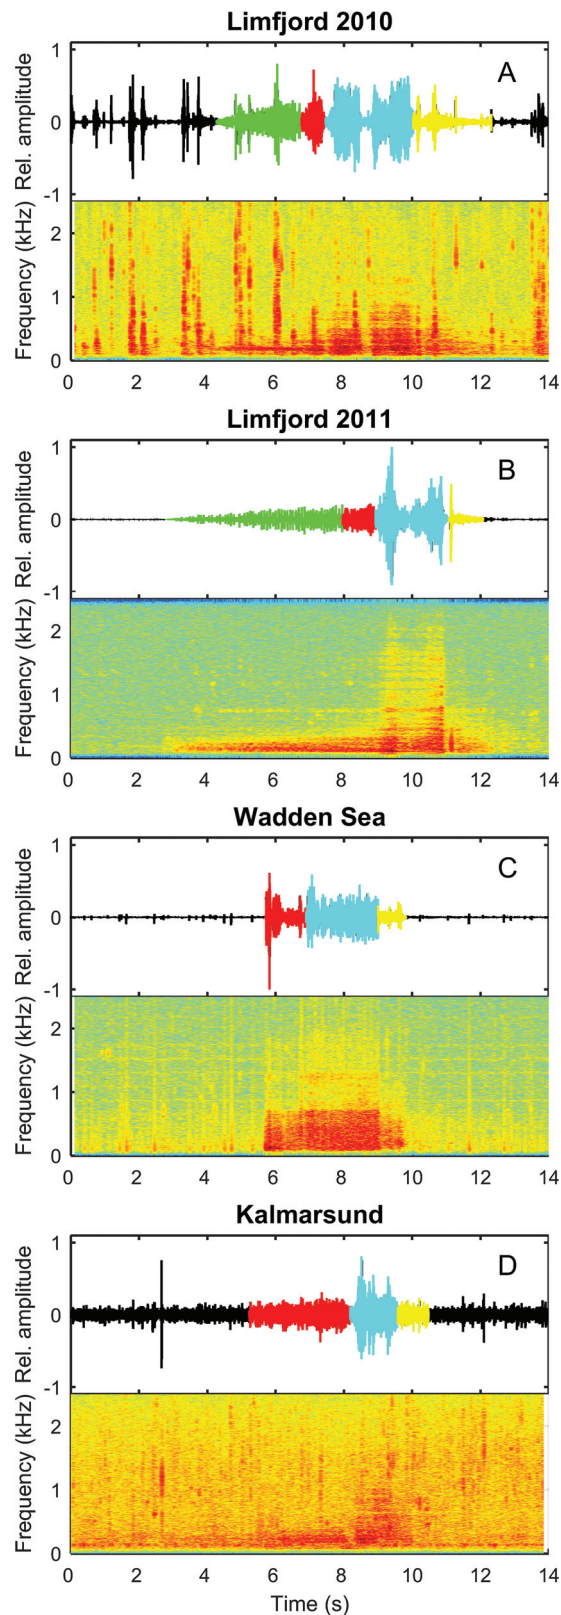 Limfjord 2010
A
Rel. amplitude
1
0
-1
Frequency (kHz)
2
1
0
0 2 4 6 8 10 12 14
Limfjord 2011
B
Rel. amplitude
1
0
-1
Frequency (kHz)
2
1
0
0 2 4 6 8 10 12 14
Wadden Sea
C
Rel. amplitude
1
0
-1
Frequency (kHz)
2
1
0
0 2 4 6 8 10 12 14
Kalmarsund
D
Rel. amplitude
1
0
-1
Frequency (kHz)
2
1
0
0 2 4 6 8 10 12 14
Time (s)